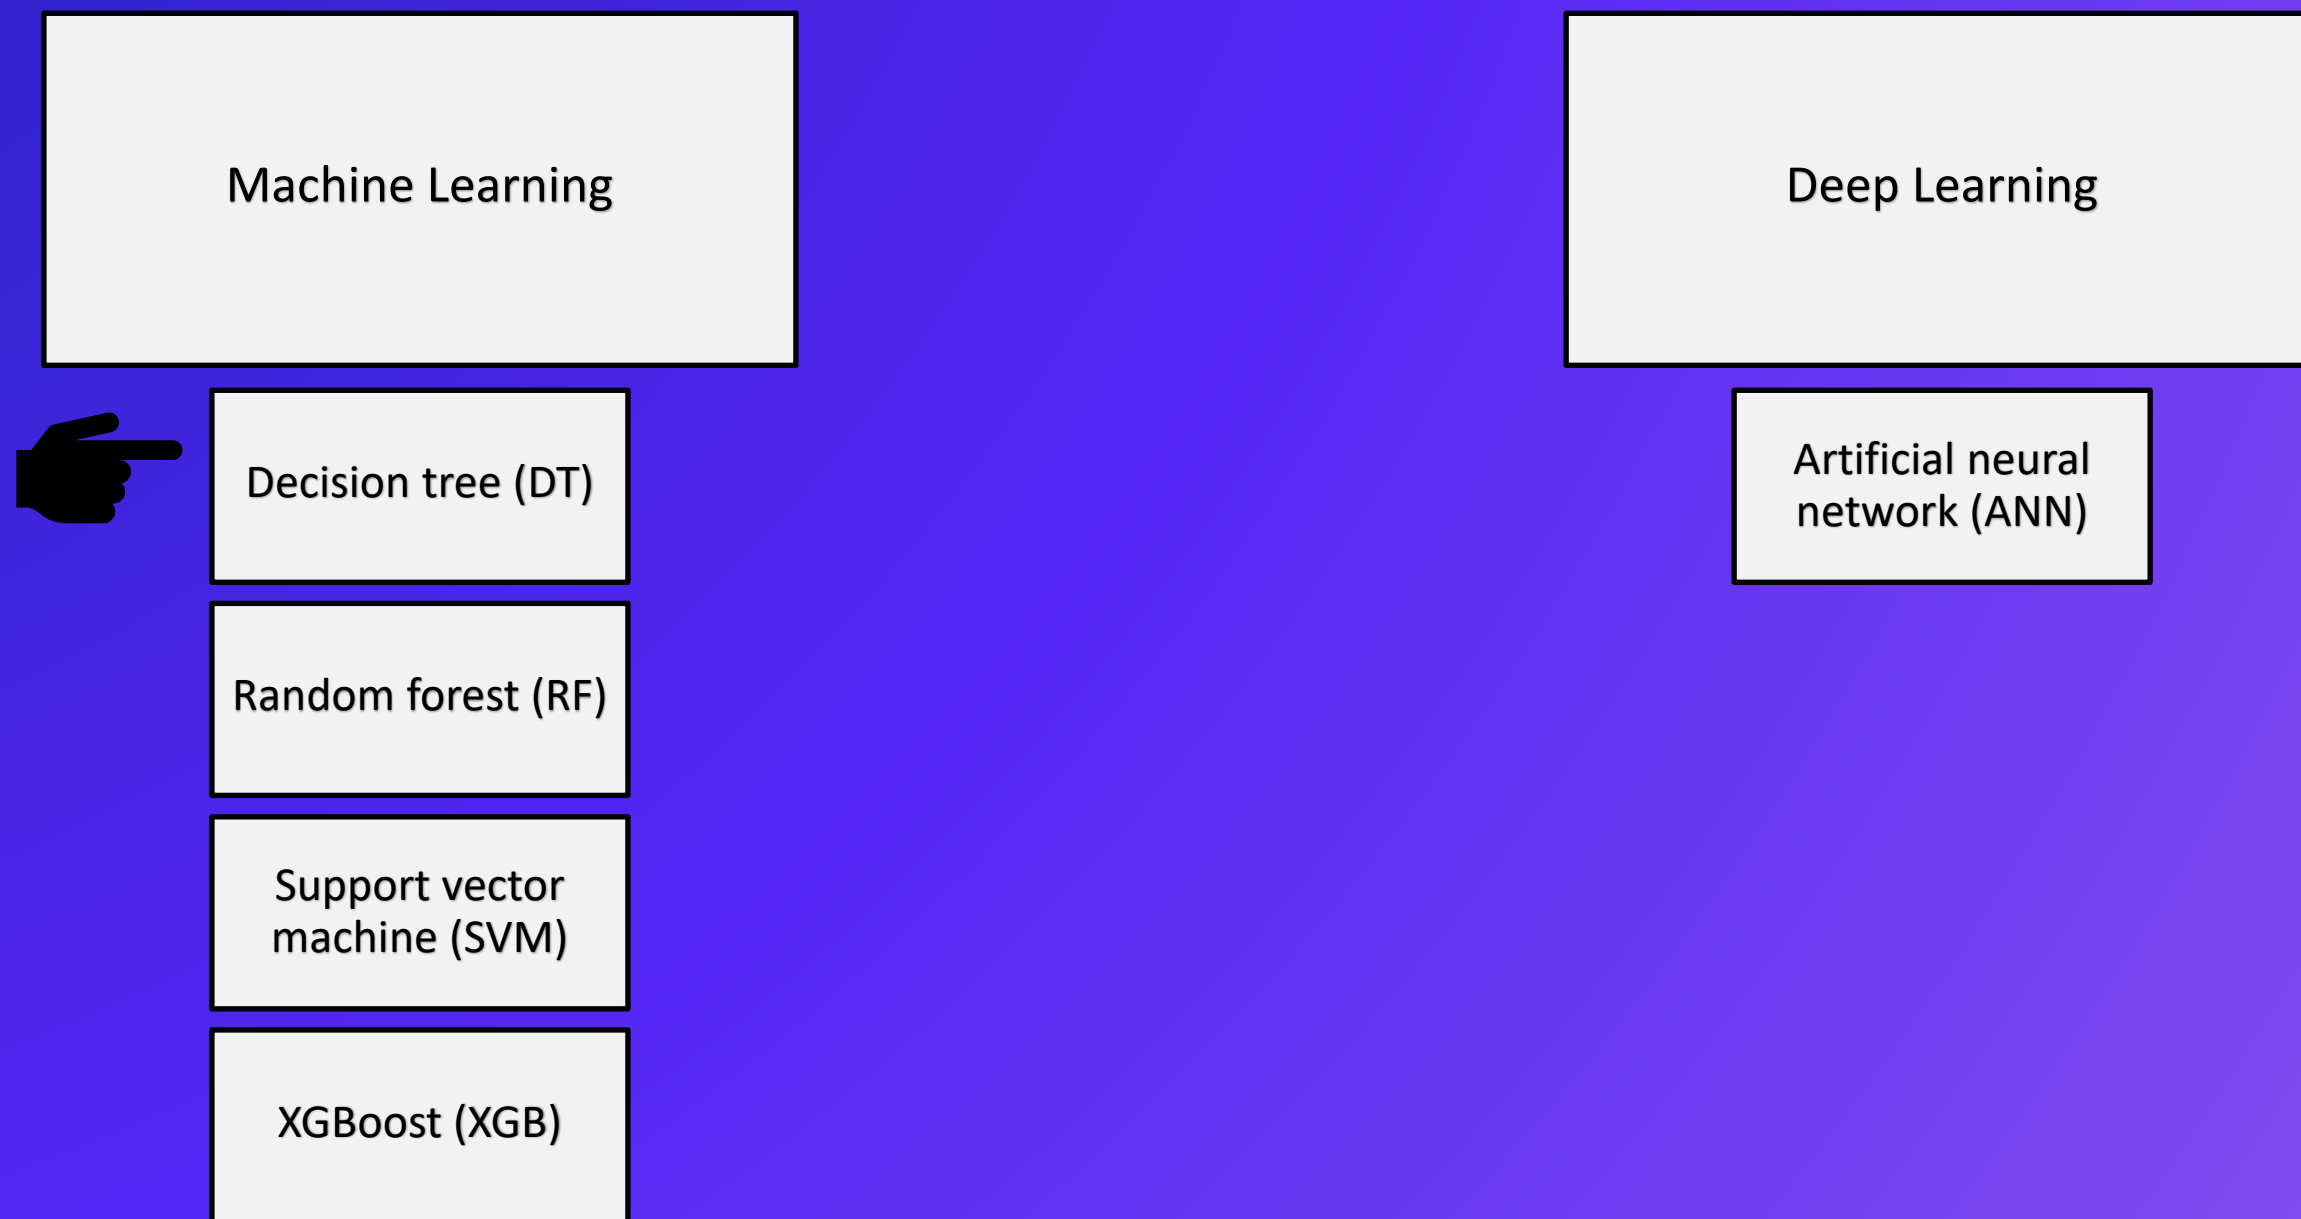 Machine Learning
Decision tree (DT)
Random forest (RF)
Support vector
machine (SVM)
XGBoost (XGB)
Deep Learning
Artificial neural
network (ANN)